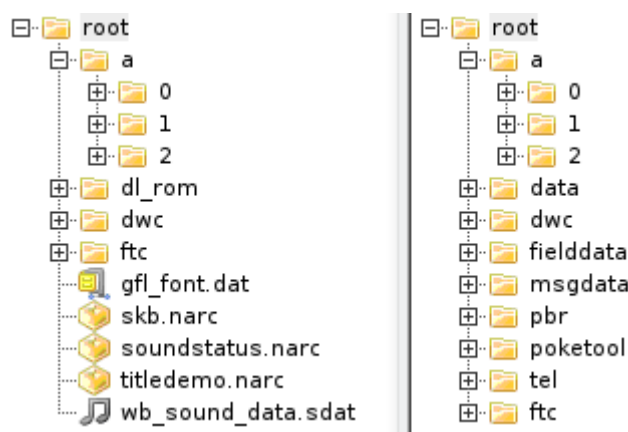 root
a
0
1
2
dl_rom
dwc
ftc
gfl_font.dat
skb.narc
soundstatus.narc
titledemo.narc
wb_sound_data.sdat
root
a
0
1
2
data
dwc
fielddata
msgdata
pbr
poketool
tel
ftc